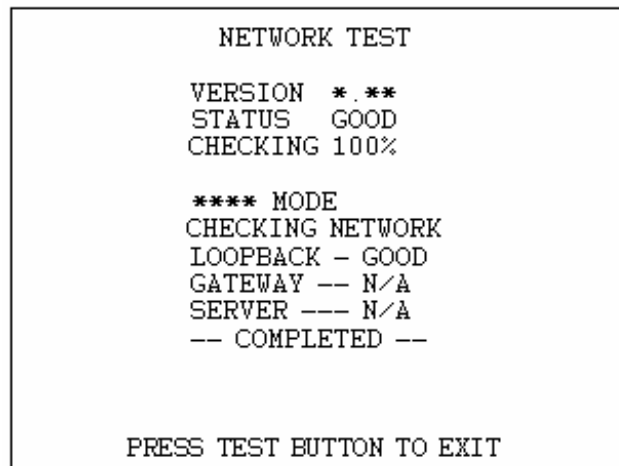 NETWORK TEST
VERSION *.**
STATUS GOOD
CHECKING 100%
**** MODE
CHECKING NETWORK
LOOPBACK - GOOD
GATEWAY -- N/A
SERVER --- N/A
-- COMPLETED --
PRESS TEST BUTTON TO EXIT